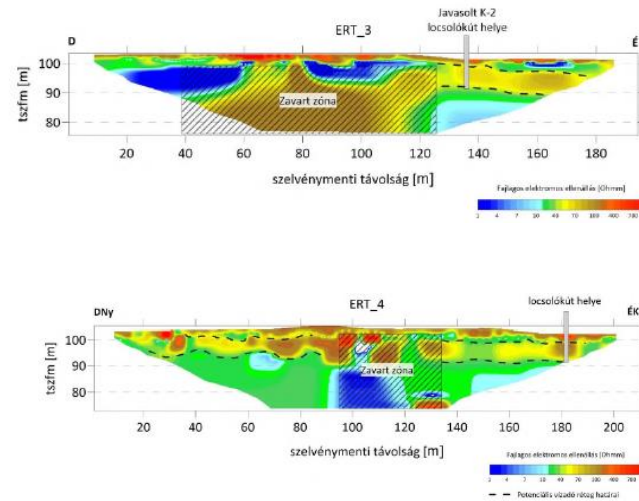 Javasolt K-2
locsolókút helye
ERT_3
D
É
tszfm [m]
100
90
80
Zavart zóna
20 40 60 80 100 120 140 160 180
szelvénymenti távolság [m]
Fajlagos elektromos ellenállás [Ohmm]
ERT_4
locsolókút helye
DNy
ÉK
tszfm [m]
100
90
80
Zavart zóna
20 40 60 80 100 120 140 160 180 200
szelvénymenti távolság [m]
Fajlagos elektromos ellenállás [Ohmm]
Potenciális vízadó réteg határai